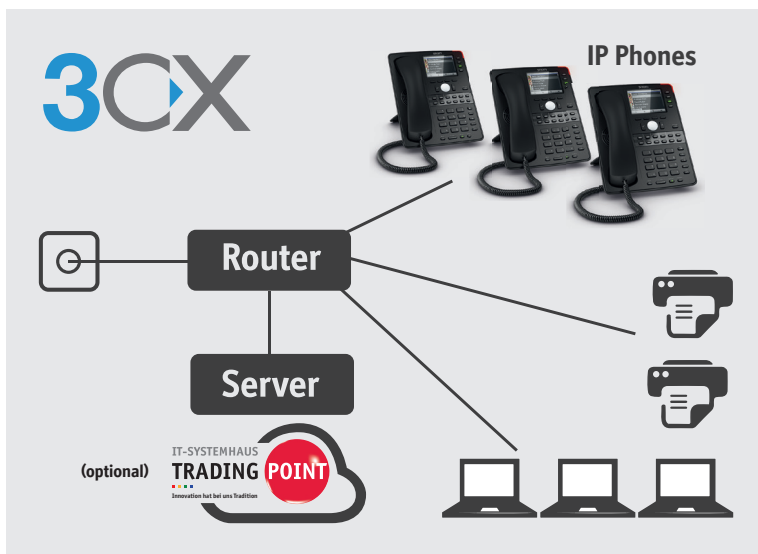 3CX
IP Phones
Router
Server
(optional)
IT-SYSTEMHAUS
TRADING POINT
Innovation hat bei uns Tradition